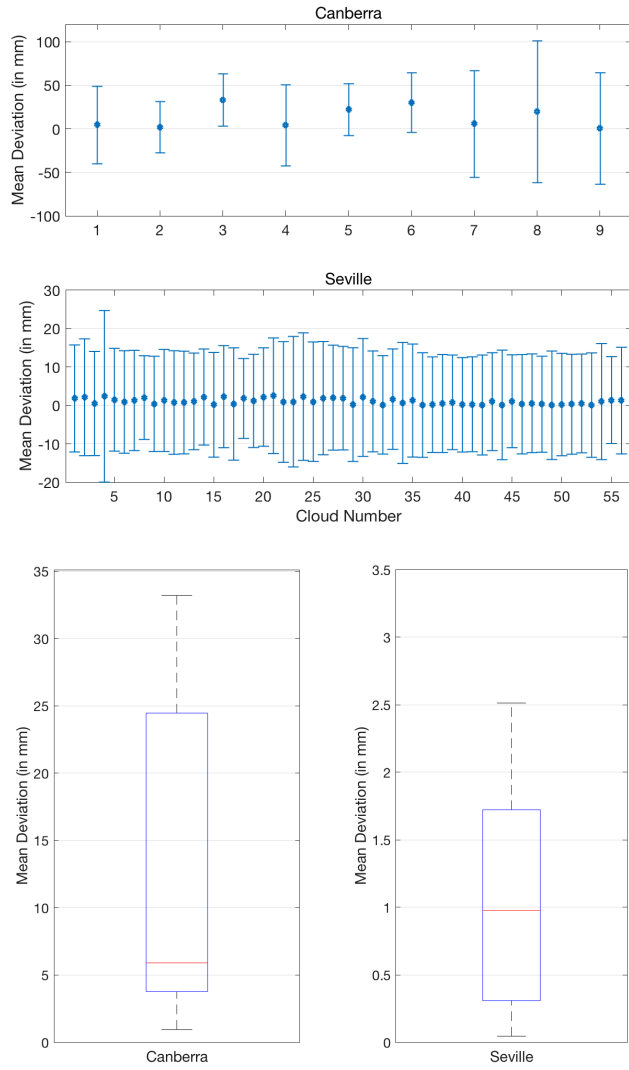 Canberra
Mean Deviation (in mm)
100
50
0
-50
-100
1 2 3 4 5 6 7 8 9
Seville
Mean Deviation (in mm)
30
20
10
0
-10
-20
5 10 15 20 25 30 35 40 45 50 55
Cloud Number
Mean Deviation (in mm)
35
30
25
20
15
10
5
0
Canberra
Mean Deviation (in mm)
3.5
3
2.5
2
1.5
1
0.5
0
Seville